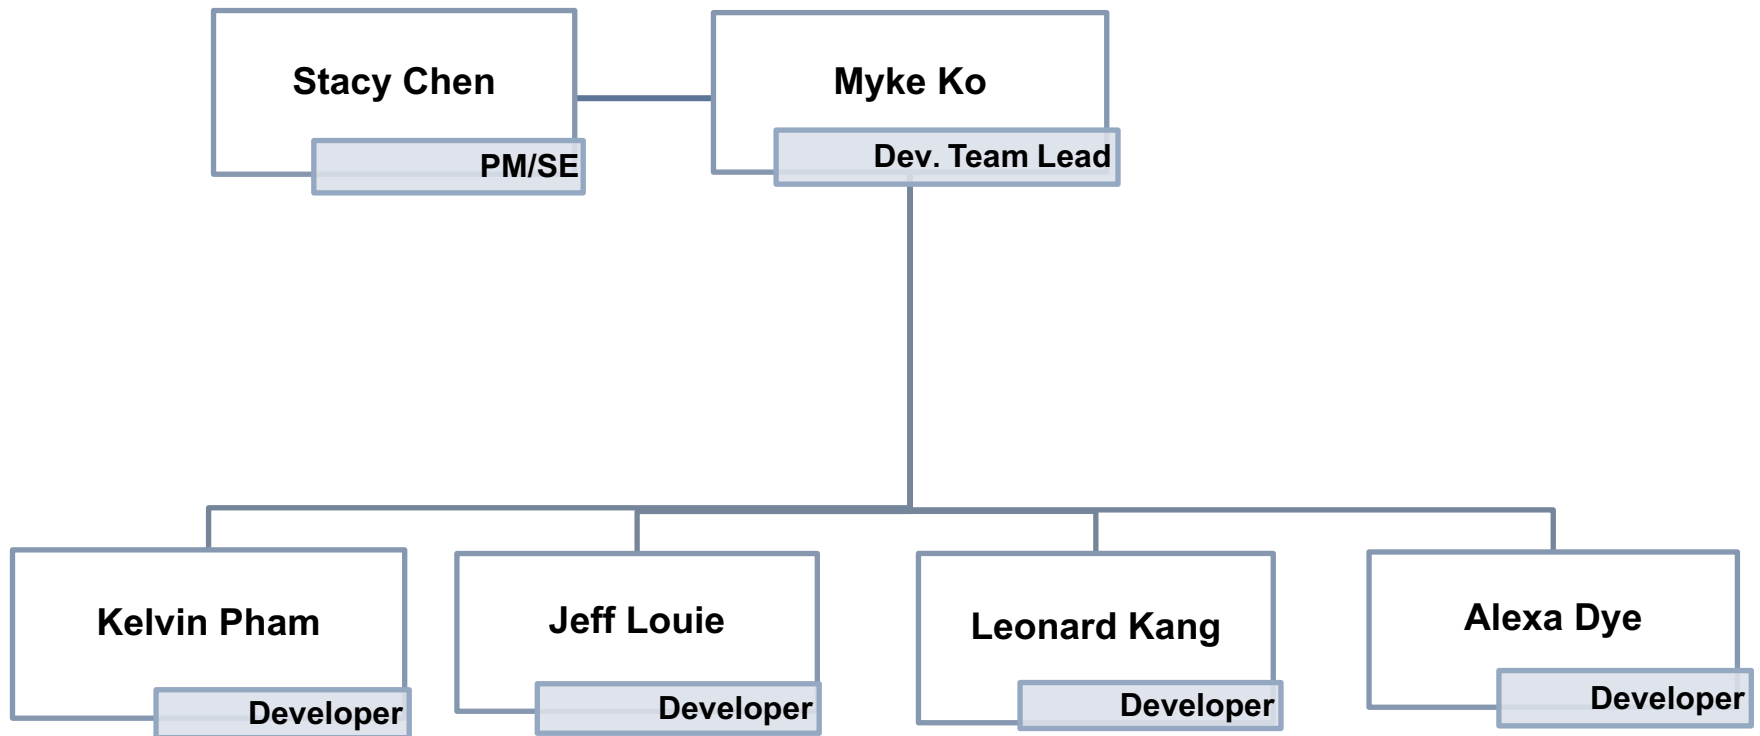 Stacy Chen
PM/SE
Myke Ko
Dev. Team Lead
Kelvin Pham
Developer
Jeff Louie
Developer
Leonard Kang
Developer
Alexa Dye
Developer